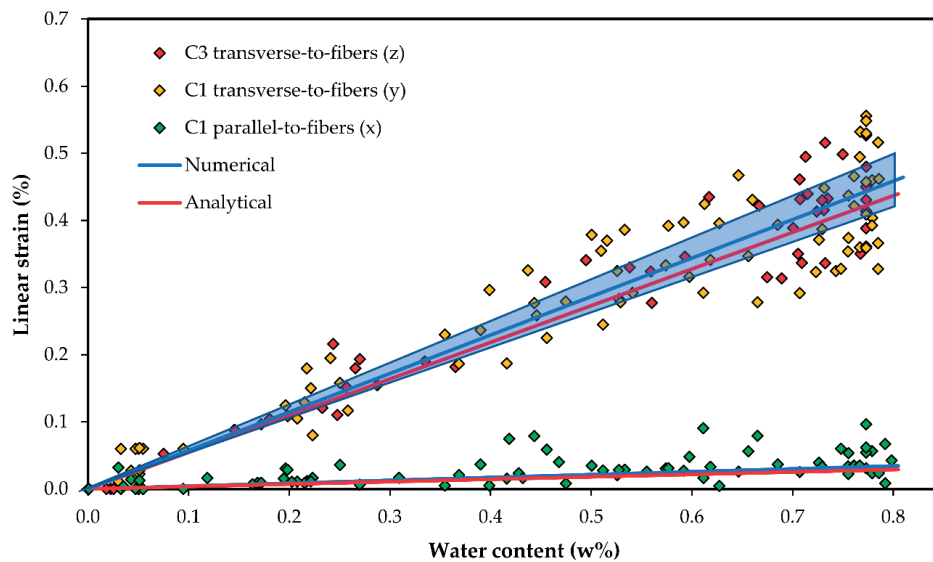 0.7
0.6
0.5
0.4
0.3
0.2
0.1
0.0
Linear strain (%)
C3 transverse-to-fibers (z)
C1 transverse-to-fibers (y)
C1 parallel-to-fibers (x)
Numerical
Analytical
0.0 0.1 0.2 0.3 0.4 0.5 0.6 0.7 0.8
Water content (w%)